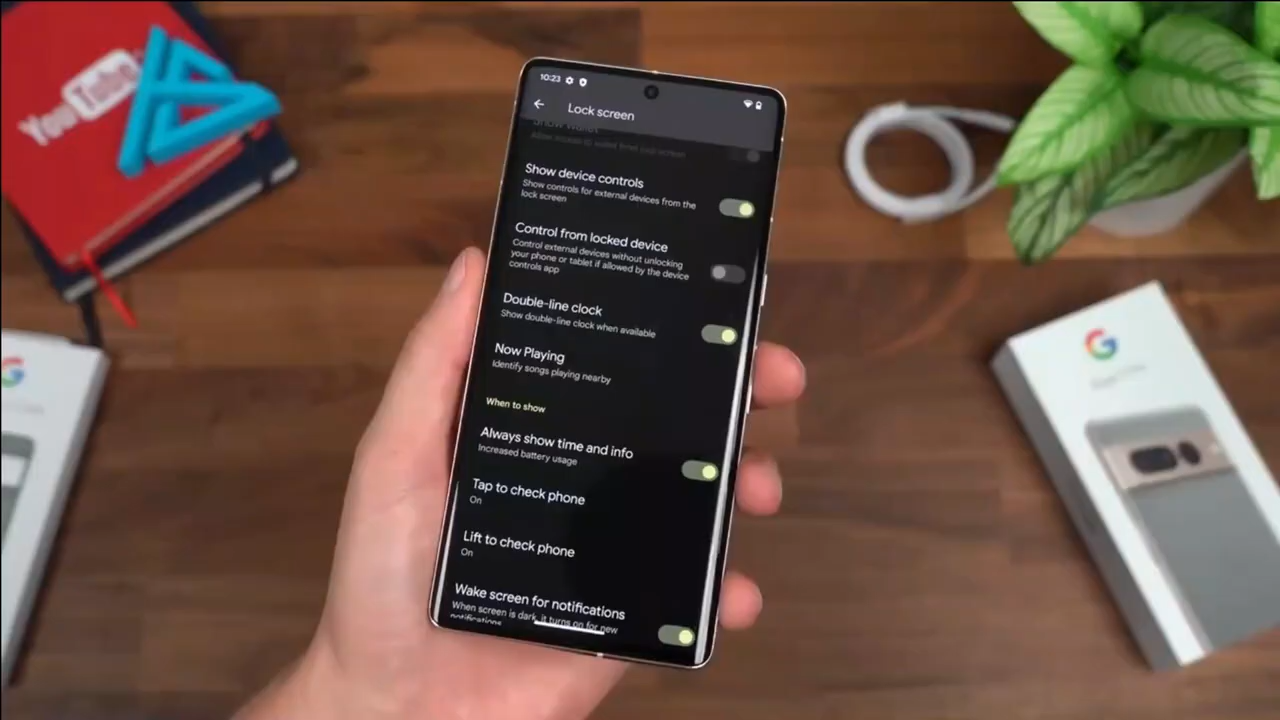 YouTube
10:23
Lock screen
Show device controls
Show controls for external devices from the
lock screen
Control from locked device
Control external devices without unlocking
your phone or tablet if allowed by the device
controls app
Double-line clock
Show double-line clock when available
Now Playing
Identify songs playing nearby
When to show
Always show time and info
Increased battery usage
Tap to check phone
On
Lift to check phone
On
Wake screen for notifications
When screen is dark, it turns on for new
notifications
G
G